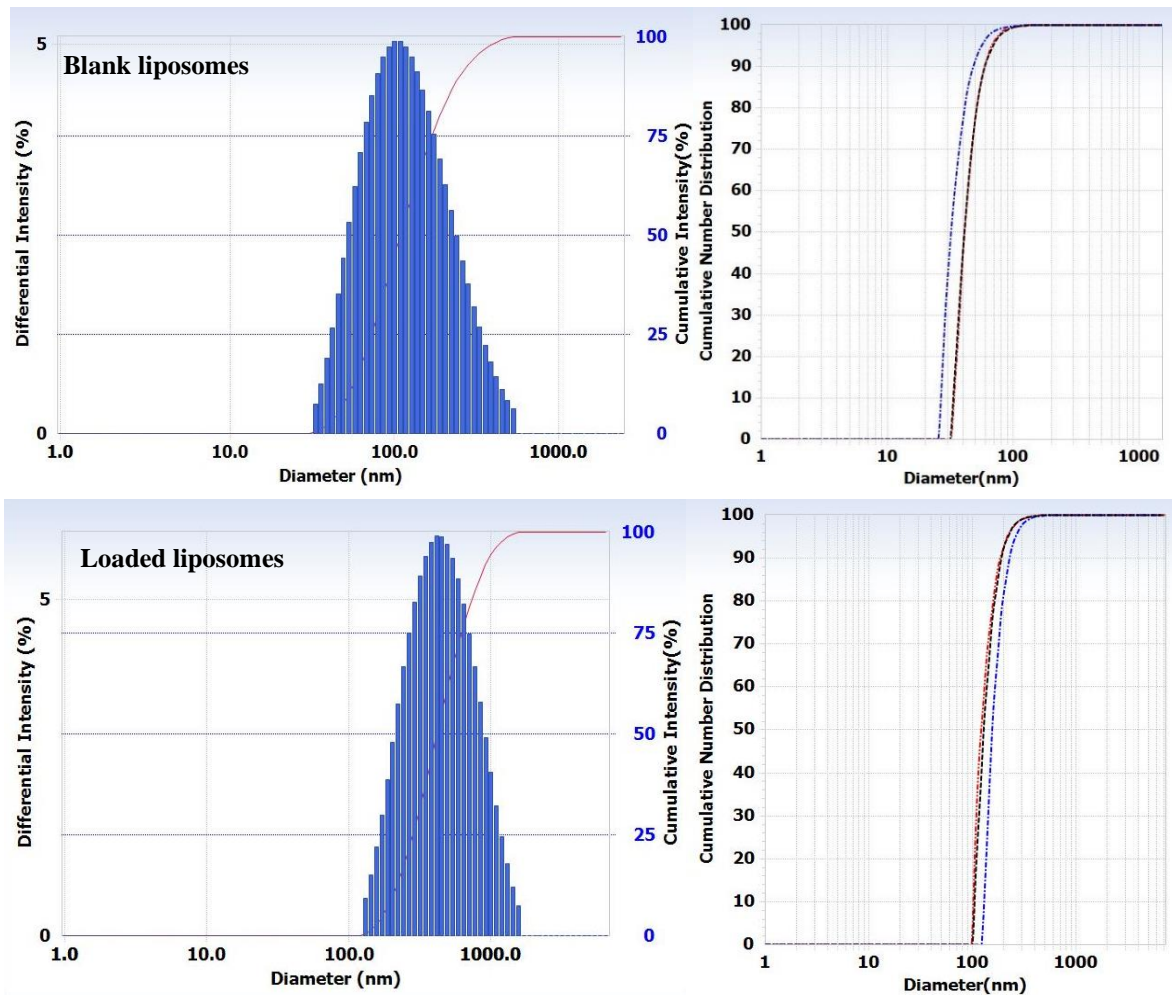 Blank liposomes
Differential Intensity (%)
5
0
100
75
50
25
0
Cumulative Intensity(%)
1.0 10.0 100.0 1000.0
Diameter (nm)
Cumulative Number Distribution
100
90
80
70
60
50
40
30
20
10
0
1 10 100 1000
Diameter(nm)
Loaded liposomes
Differential Intensity (%)
5
0
100
75
50
25
0
Cumulative Intensity(%)
1.0 10.0 100.0 1000.0
Diameter (nm)
Cumulative Number Distribution
100
90
80
70
60
50
40
30
20
10
0
1 10 100 1000
Diameter(nm)